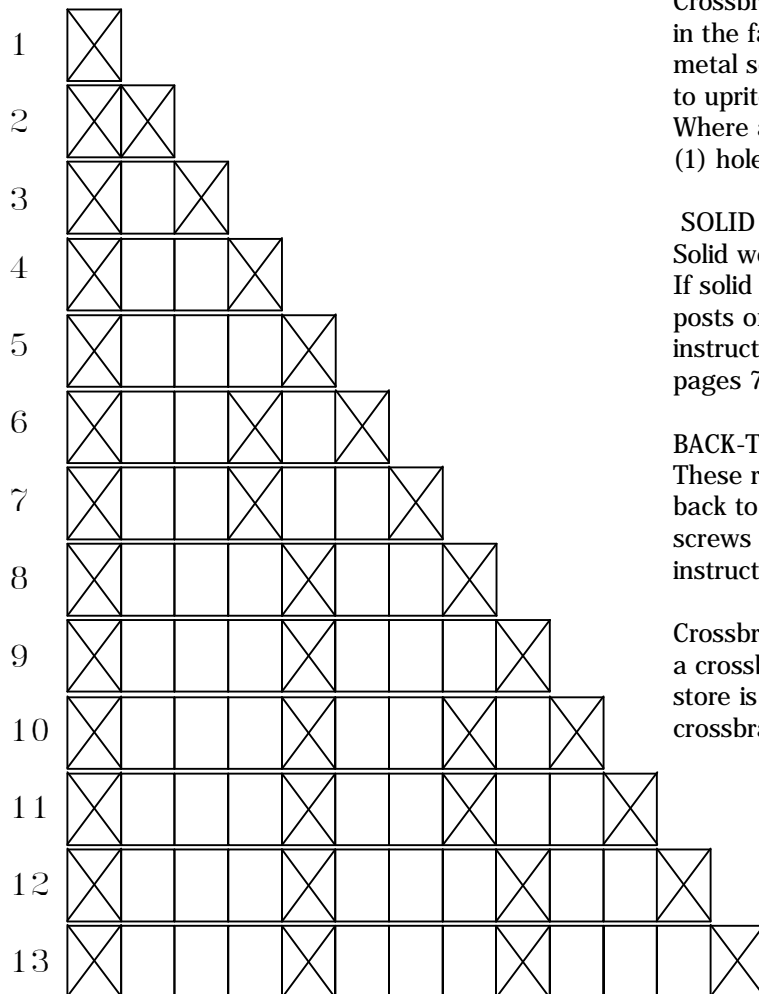 1
2
3
4
5
6
7
8
9
10
11
12
13
Crossbr
in the fa
metal s
to uprit
Where a
(1) hole
SOLID
Solid we
If solid
posts or
instruct
pages 7
BACK-T
These r
back to
screws
instruct
Crossbr
a crossb
store is
crossbra